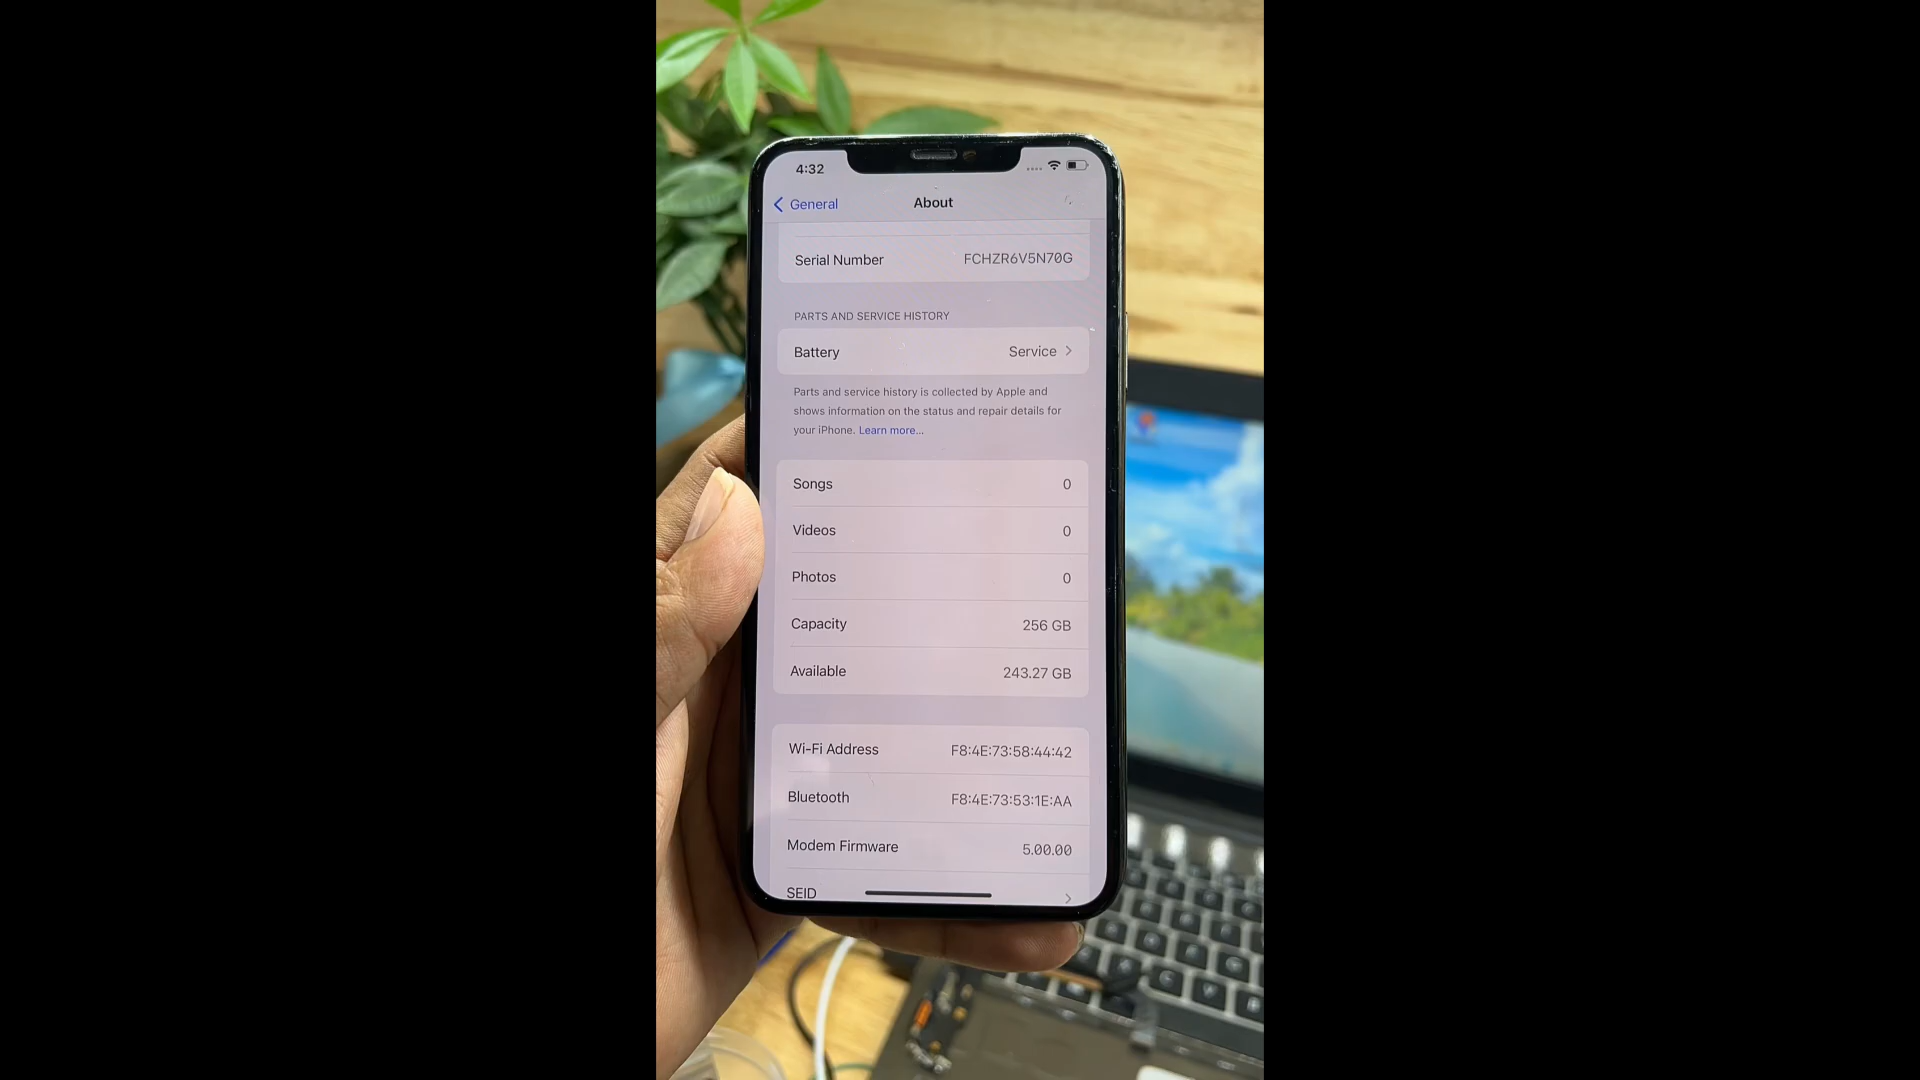 4:32
General
About
Serial Number FCHZR6V5N70G
PARTS AND SERVICE HISTORY
Battery Service
Parts and service history is collected by Apple and
shows information on the status and repair details for
your iPhone. Learn more...
Songs 0
Videos 0
Photos 0
Capacity 256 GB
Available 243.27 GB
Wi-Fi Address F8:4E:73:58:44:42
Bluetooth F8:4E:73:53:1E:AA
Modem Firmware 5.00.00
SEID